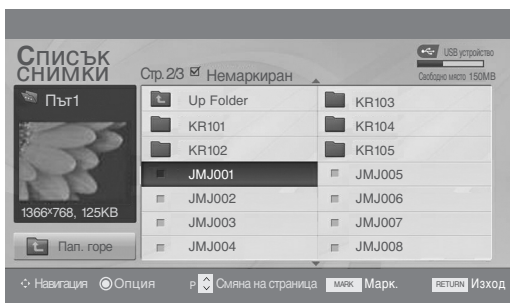 СПИСЪК
СНИМКИ
Стр. 2/3 Немаркиран
USB устройство
Свободно място 150MB
Път1
1366x768, 125KB
Пап. горе
Up Folder
KR101
KR102
JMJ001
JMJ002
JMJ003
JMJ004
KR103
KR104
KR105
JMJ005
JMJ006
JMJ007
JMJ008
Навигация Опция P Смяна на страница MARK Марк. RETURN Изход